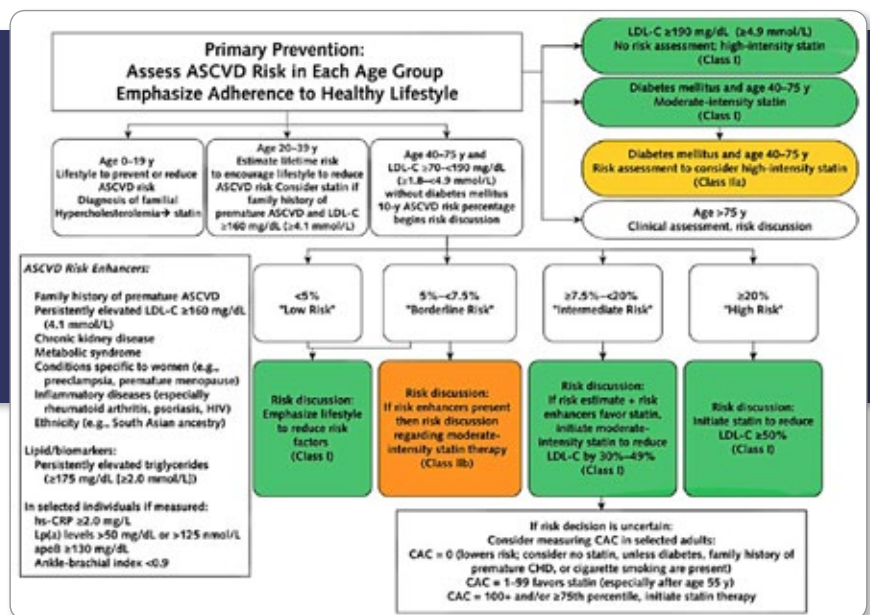 Primary Prevention:
Assess ASCVD Risk in Each Age Group
Emphasize Adherence to Healthy Lifestyle
LDL-C ≥190 mg/dL (≥4.9 mmol/L)
No risk assessment; high-intensity statin
(Class I)
Diabetes mellitus and age 40–75 y
Moderate-intensity statin
(Class I)
Diabetes mellitus and age 40–75 y
Risk assessment to consider high-intensity statin
(Class IIa)
Age >75 y
Clinical assessment, risk discussion
Age 0–19 y
Lifestyle to prevent or reduce
ASCVD risk
Diagnosis of familial
Hypercholesterolemia→ statin
Age 20–39 y
Estimate lifetime risk
to encourage lifestyle to reduce
ASCVD risk Consider statin if
family history of
premature ASCVD and LDL-C
≥160 mg/dL (≥4.1 mmol/L)
Age 40–75 y and
LDL-C ≥70–<190 mg/dL
(≥1.8–<4.9 mmol/L)
without diabetes mellitus
10-y ASCVD risk percentage
begins risk discussion
ASCVD Risk Enhancers:
Family history of premature ASCVD
Persistently elevated LDL-C ≥160 mg/dL
(4.1 mmol/L)
Chronic kidney disease
Metabolic syndrome
Conditions specific to women (e.g.,
preeclampsia, premature menopause)
Inflammatory diseases (especially
rheumatoid arthritis, psoriasis, HIV)
Ethnicity (e.g., South Asian ancestry)
Lipid/biomarkers:
Persistently elevated triglycerides
(≥175 mg/dL [≥2.0 mmol/L])
In selected individuals if measured:
hs-CRP ≥2.0 mg/L
Lp(a) levels >50 mg/dL or >125 nmol/L
apoB ≥130 mg/dL
Ankle-brachial index <0.9
<5%
"Low Risk"
5%–<7.5%
"Borderline Risk"
≥7.5%–<20%
"Intermediate Risk"
≥20%
"High Risk"
Risk discussion:
Emphasize lifestyle
to reduce risk
factors
(Class I)
Risk discussion:
If risk enhancers present
then risk discussion
regarding moderate-
intensity statin therapy
(Class IIb)
Risk discussion:
If risk estimate + risk
enhancers favor statin,
initiate moderate-
intensity statin to reduce
LDL-C by 30%–49%
(Class I)
Risk discussion:
Initiate statin to reduce
LDL-C ≥50%
(Class I)
If risk decision is uncertain:
Consider measuring CAC in selected adults:
CAC = 0 (lowers risk; consider no statin, unless diabetes, family history of
premature CHD, or cigarette smoking are present)
CAC = 1–99 favors statin (especially after age 55 y)
CAC = 100+ and/or ≥75th percentile, initiate statin therapy